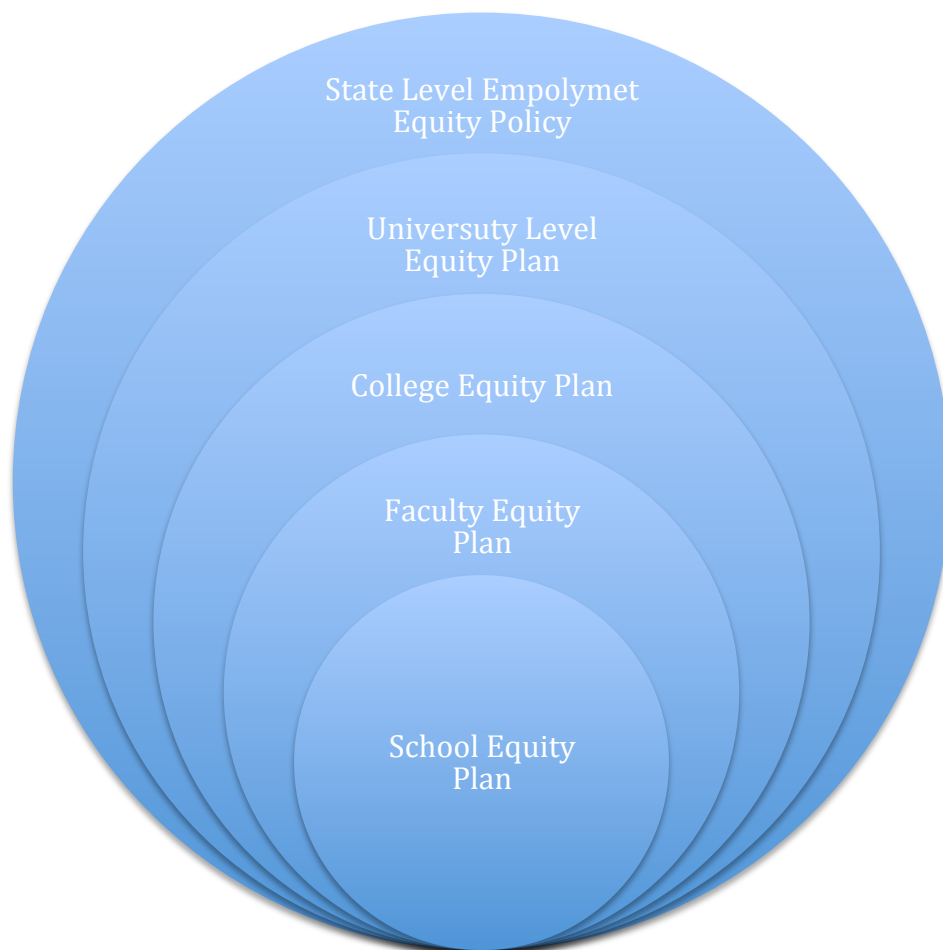 State Level Empolymet
Equity Policy
Universuty Level
Equity Plan
College Equity Plan
Faculty Equity
Plan
School Equity
Plan